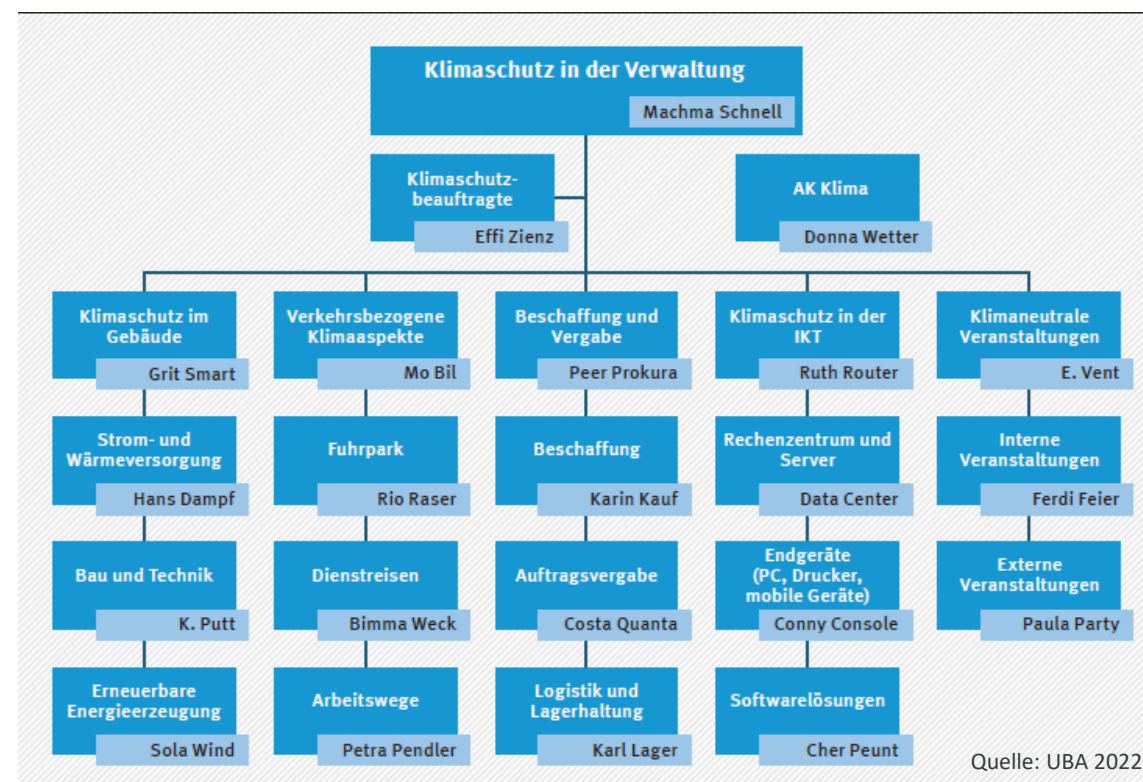 Klimaschutz in der Verwaltung
Machma Schnell
Klimaschutz-
beauftragte
Effi Zienz
AK Klima
Donna Wetter
Klimaschutz im
Gebäude
Grit Smart
Verkehrsbezogene
Klimaaspekte
Mo Bil
Beschaffung und
Vergabe
Peer Prokura
Klimaschutz in der
IKT
Ruth Router
Klimaneutrale
Veranstaltungen
E. Vent
Strom- und
Wärmeversorgung
Hans Dampf
Fuhrpark
Rio Raser
Beschaffung
Karin Kauf
Rechenzentrum und
Server
Data Center
Interne
Veranstaltungen
Ferdi Feier
Bau und Technik
K. Putt
Dienstreisen
Bimma Weck
Auftragsvergabe
Costa Quanta
Endgeräte
(PC, Drucker,
mobile Geräte)
Conny Console
Externe
Veranstaltungen
Paula Party
Erneuerbare
Energieerzeugung
Sola Wind
Arbeitswege
Petra Pendler
Logistik und
Lagerhaltung
Karl Lager
Softwarelösungen
Cher Peunt
Quelle: UBA 2022